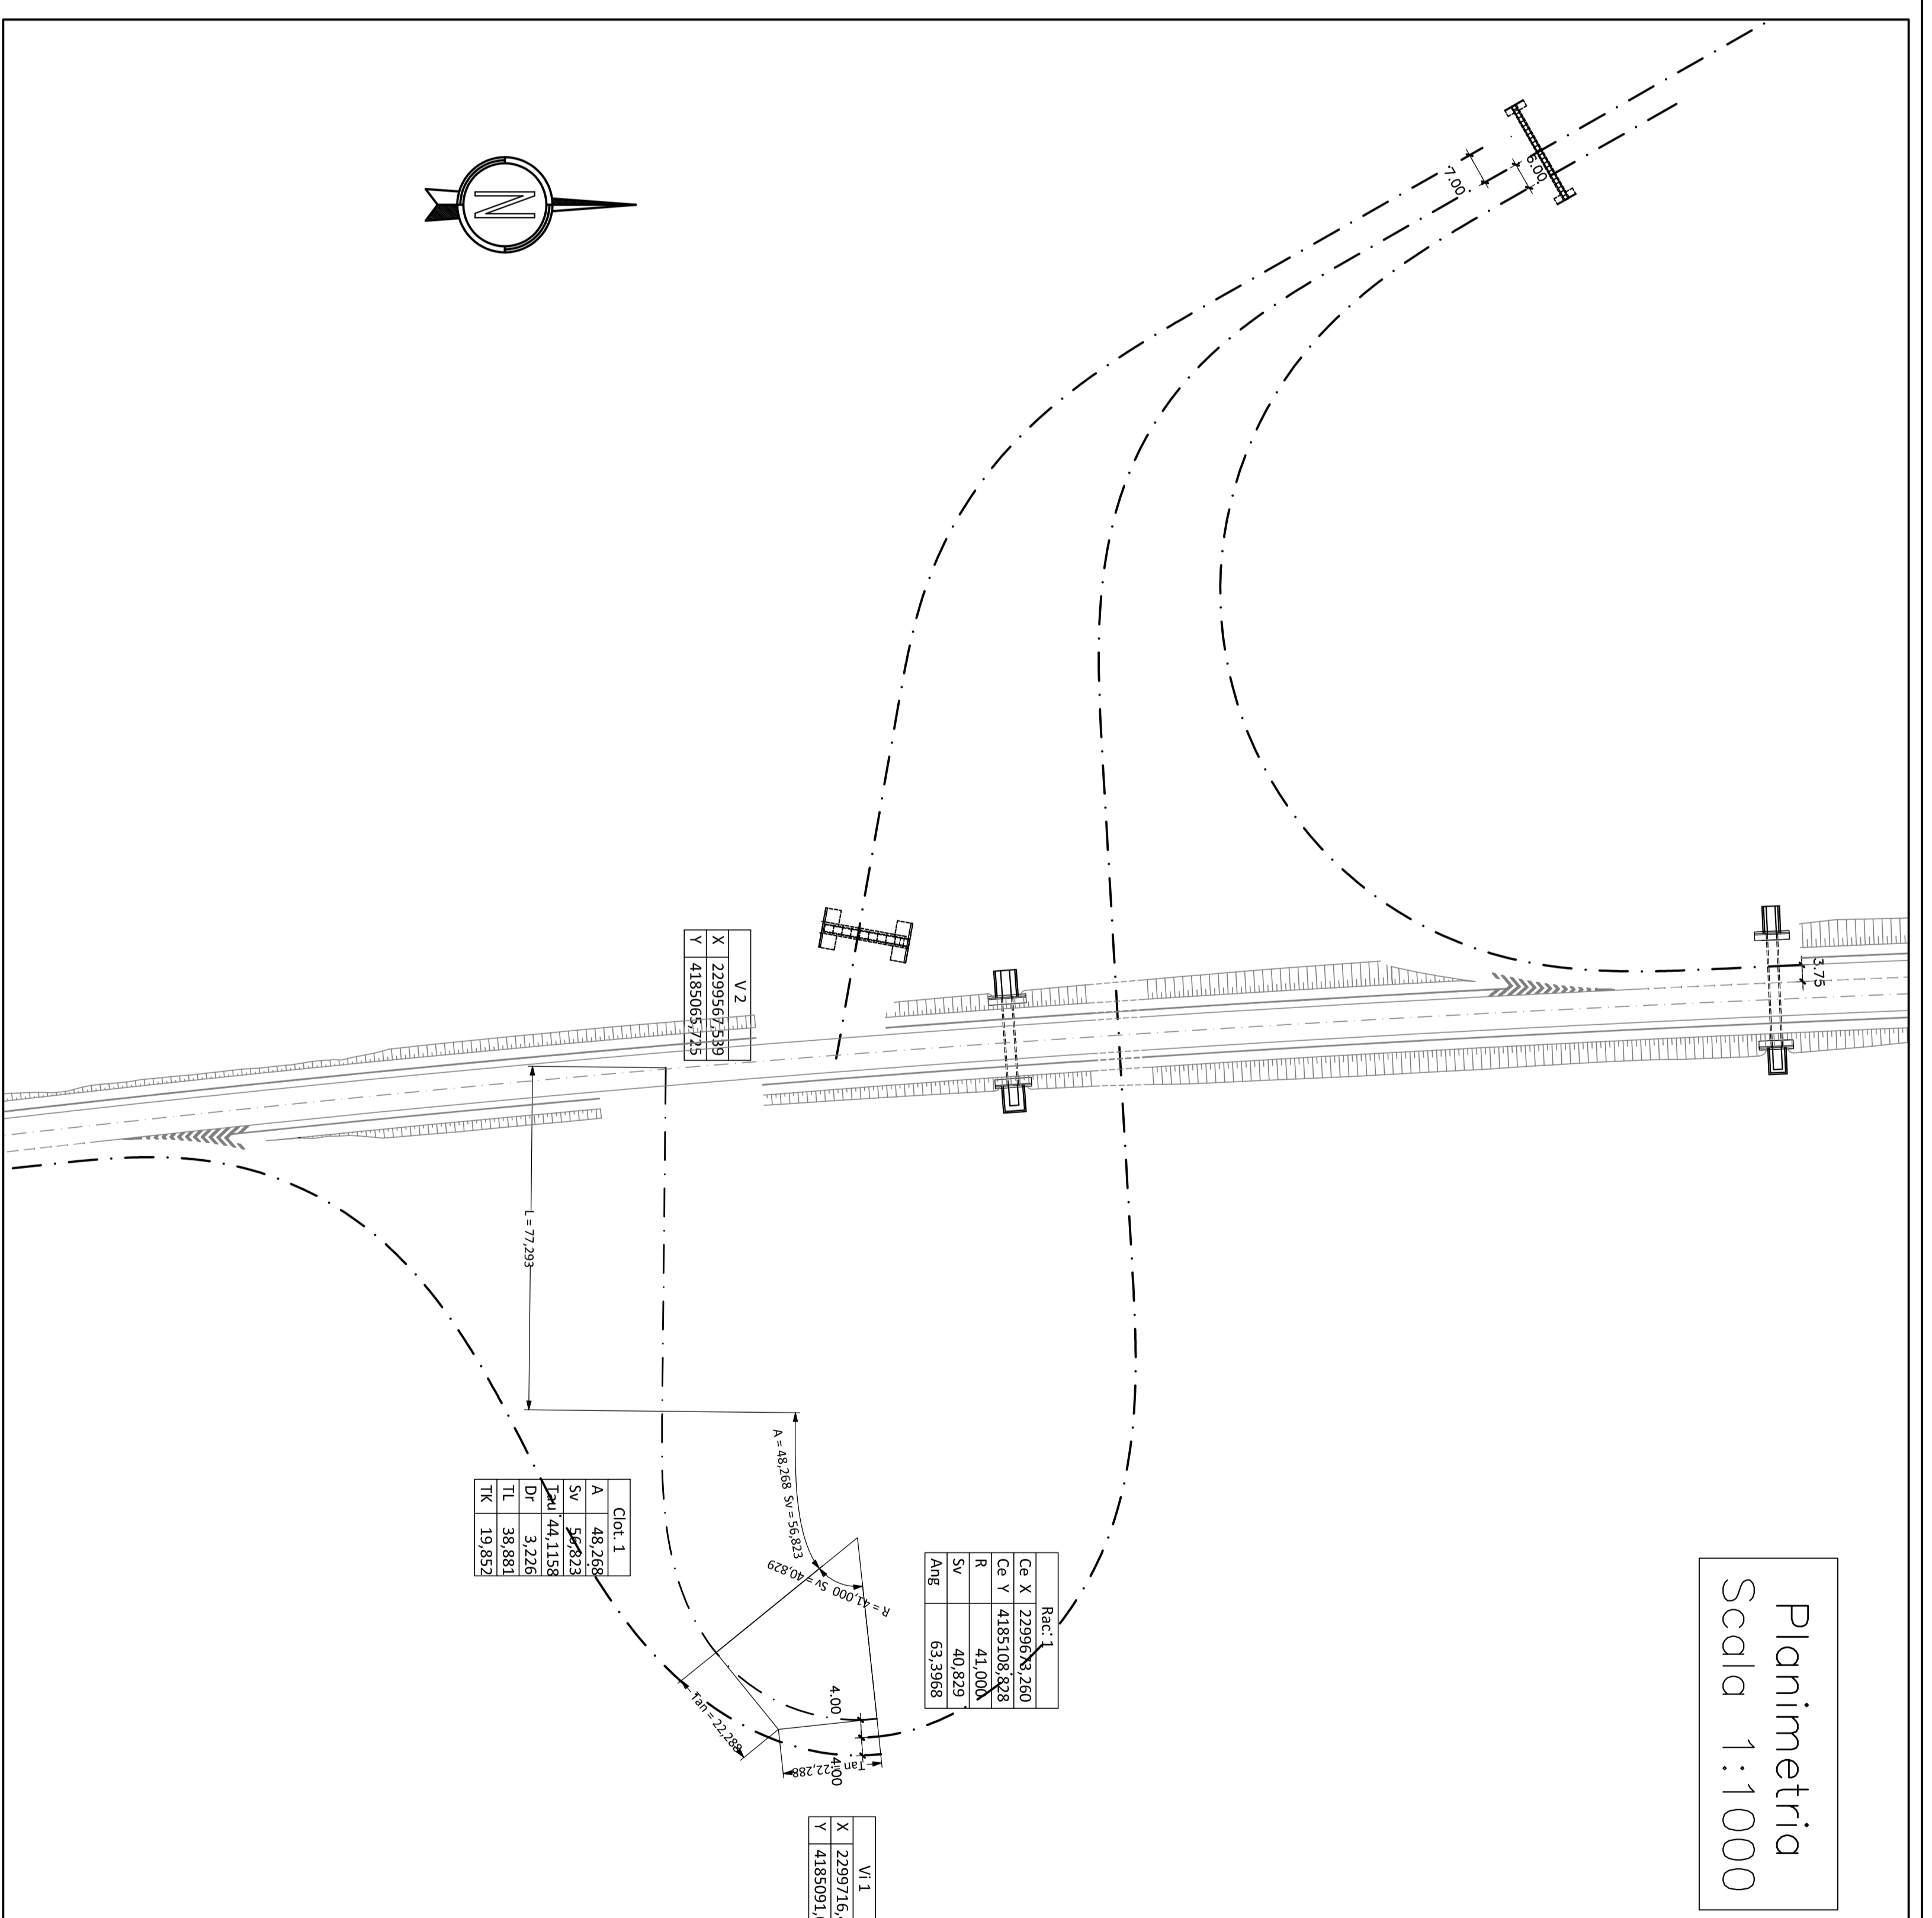 Planimetria
Scala 1:1000
N
7.00
6.00
3.75
V 2
X 2299567,539
Y 4185065,725
L = 77,293
A = 48,268 Sv = 56,823
R = 41,000 Sv = 40,829
Clot. 1
A 48,268
Sv 56,823
Tau 44,1158
Dr 3,226
TL 38,881
TK 19,852
Rac. 1
Ce X 2299673,260
Ce Y 4185108,828
R 41,000
Sv 40,829
Ang 63,3968
4.00
4.00
Tan = 22,288
Tan = 22,288
Vi 1
X 2299716,
Y 4185091,